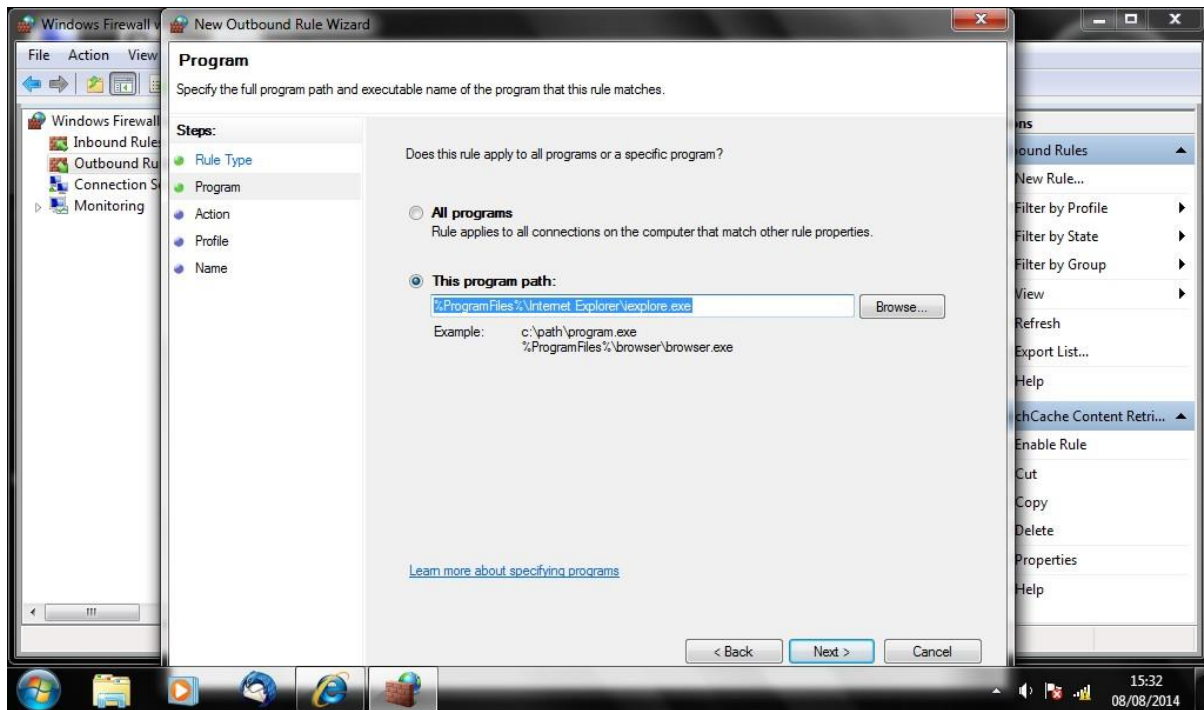 Windows Firewall w
New Outbound Rule Wizard
File Action View
Program
Specify the full program path and executable name of the program that this rule matches.
Windows Firewall
Inbound Rules
Outbound Ru
Connection S
Monitoring
Steps:
Rule Type
Program
Action
Profile
Name
Does this rule apply to all programs or a specific program?
All programs
Rule applies to all connections on the computer that match other rule properties.
This program path:
%ProgramFiles%\Internet Explorer\iexplore.exe
Browse...
Example: c:\path\program.exe
%ProgramFiles%\browser\browser.exe
Learn more about specifying programs
< Back Next > Cancel
ons
ound Rules
New Rule...
Filter by Profile
Filter by State
Filter by Group
View
Refresh
Export List...
Help
chCache Content Retri...
Enable Rule
Cut
Copy
Delete
Properties
Help
15:32
08/08/2014